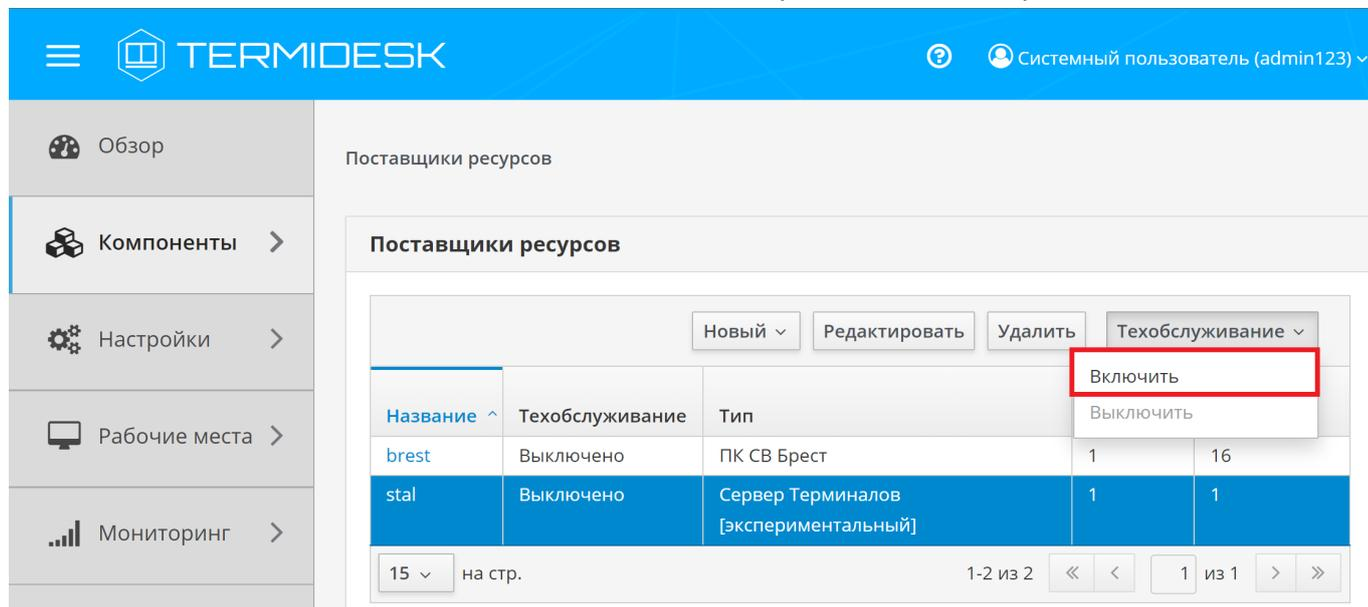 TERMIDESK
Системный пользователь (admin123)
Обзор
Компоненты
Настройки
Рабочие места
Мониторинг
Поставщики ресурсов
Поставщики ресурсов
Новый Редактировать Удалить Техобслуживание
Включить
Выключить
Название Техобслуживание Тип
brest Выключено ПК СВ Брест 1 16
stal Выключено Сервер Терминалов 1 1
[экспериментальный]
15 на стр. 1-2 из 2 1 из 1